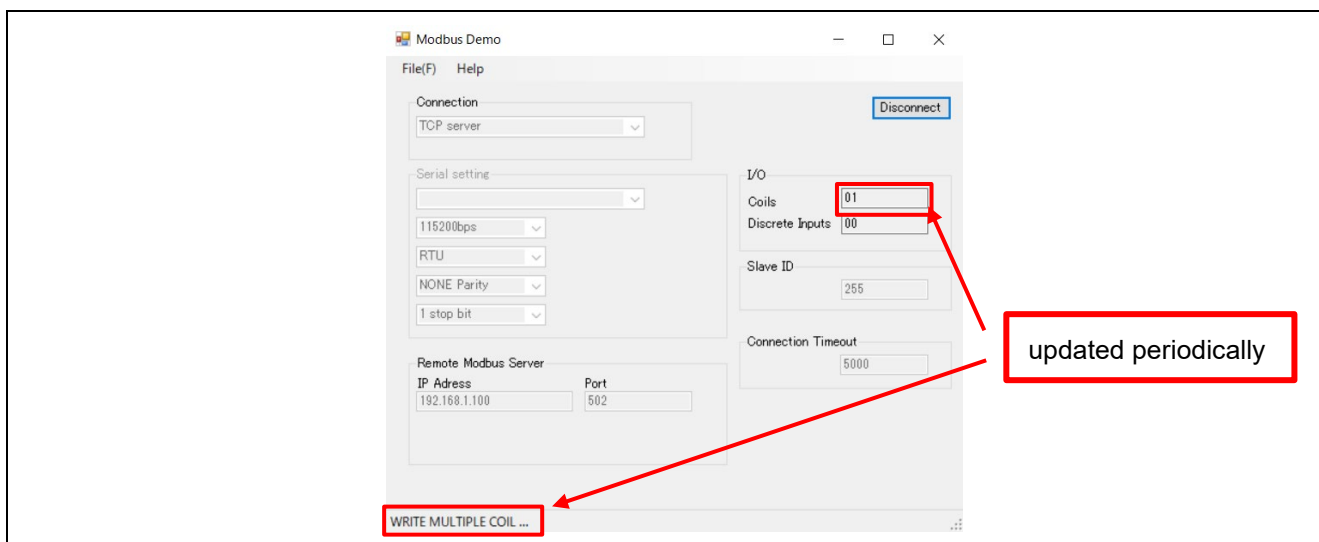 Modbus Demo
File(F) Help
Connection
Disconnect
TCP server
Serial setting
I/O
Coils 01
115200bps
Discrete Inputs 00
RTU
Slave ID
NONE Parity
255
1 stop bit
Connection Timeout
updated periodically
5000
Remote Modbus Server
IP Adress Port
192.168.1.100 502
WRITE MULTIPLE COIL ...